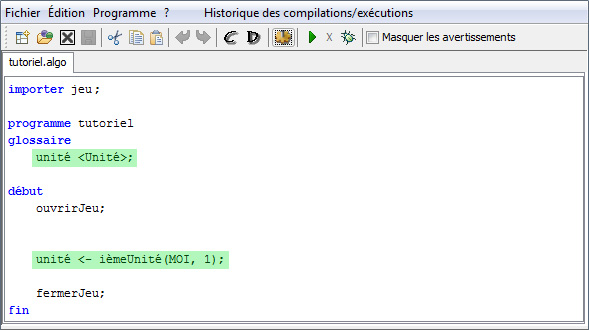 Fichier Édition Programme ? Historique des compilations/exécutions
C D X Masquer les avertissements
tutoriel.algo
importer jeu;
programme tutoriel
glossaire
unité <Unité>;
début
ouvrirJeu;
unité <- ièmeUnité(MOI, 1);
fermerJeu;
fin